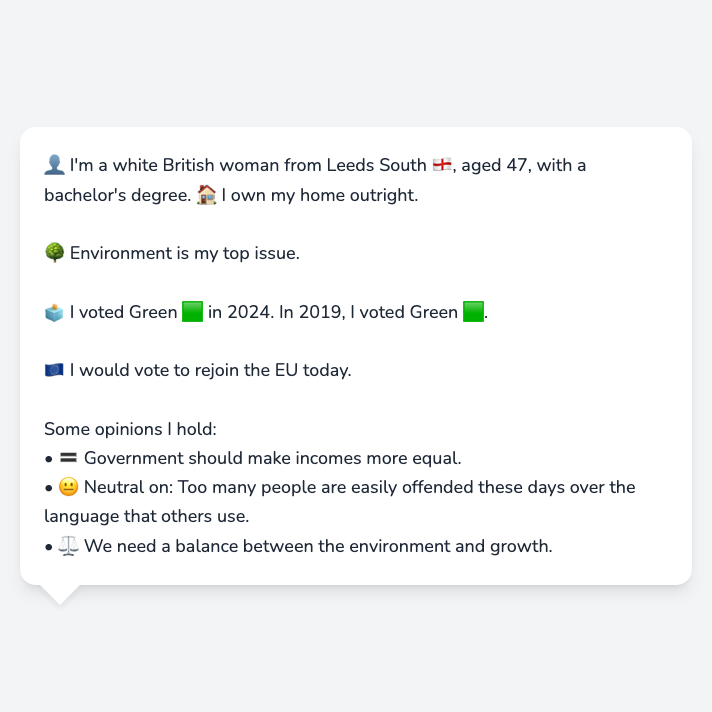 👤 I'm a white British woman from Leeds South 🏴󠁧󠁢󠁥󠁮󠁧󠁿, aged 47, with a
bachelor's degree. 🏠 I own my home outright.
🌳 Environment is my top issue.
🗳️ I voted Green 🟩 in 2024. In 2019, I voted Green 🟩.
🇪🇺 I would vote to rejoin the EU today.
Some opinions I hold:
• 🟰 Government should make incomes more equal.
• 😐 Neutral on: Too many people are easily offended these days over the
language that others use.
• ⚖️ We need a balance between the environment and growth.